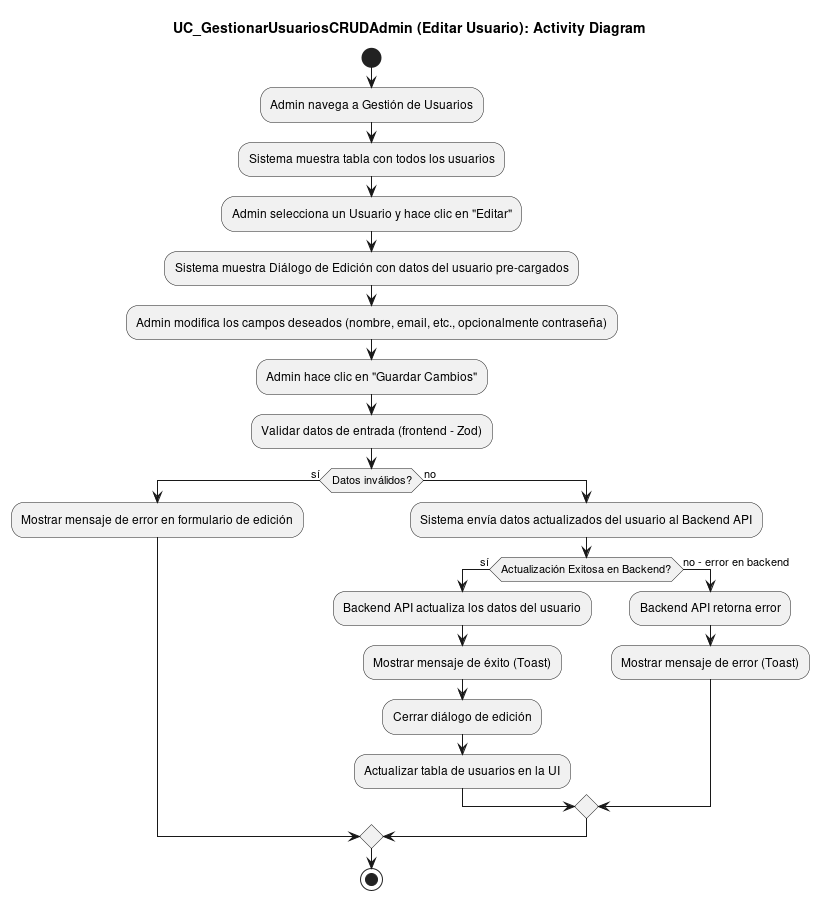 UC_GestionarUsuariosCRUDAdmin (Editar Usuario): Activity Diagram
Admin navega a Gestión de Usuarios
Sistema muestra tabla con todos los usuarios
Admin selecciona un Usuario y hace clic en "Editar"
Sistema muestra Diálogo de Edición con datos del usuario pre-cargados
Admin modifica los campos deseados (nombre, email, etc., opcionalmente contraseña)
Admin hace clic en "Guardar Cambios"
Validar datos de entrada (frontend - Zod)
sí
Datos inválidos?
no
Mostrar mensaje de error en formulario de edición
Sistema envía datos actualizados del usuario al Backend API
sí
Actualización Exitosa en Backend?
no - error en backend
Backend API actualiza los datos del usuario
Backend API retorna error
Mostrar mensaje de éxito (Toast)
Mostrar mensaje de error (Toast)
Cerrar diálogo de edición
Actualizar tabla de usuarios en la UI